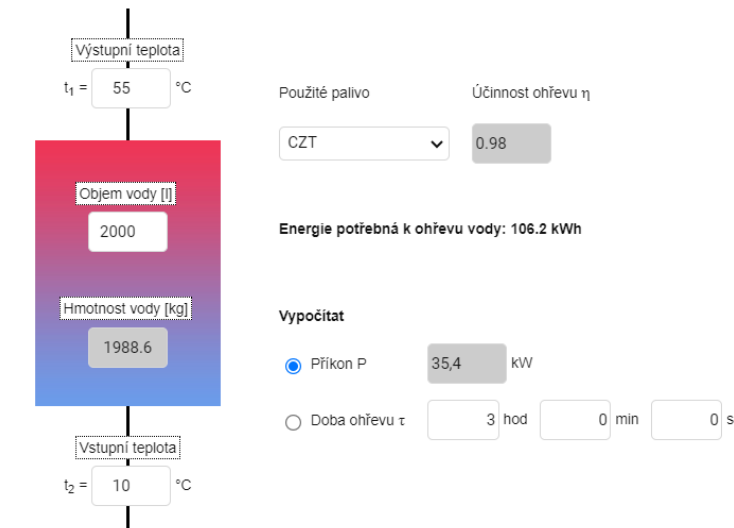 Výstupní teplota
t1 = 55 °C
Použité palivo
Účinnost ohřevu η
CZT
0.98
Objem vody [l]
2000
Energie potřebná k ohřevu vody: 106.2 kWh
Hmotnost vody [kg]
1988.6
Vypočítat
Příkon P 35,4 kW
Doba ohřevu τ 3 hod 0 min 0 s
Vstupní teplota
t2 = 10 °C